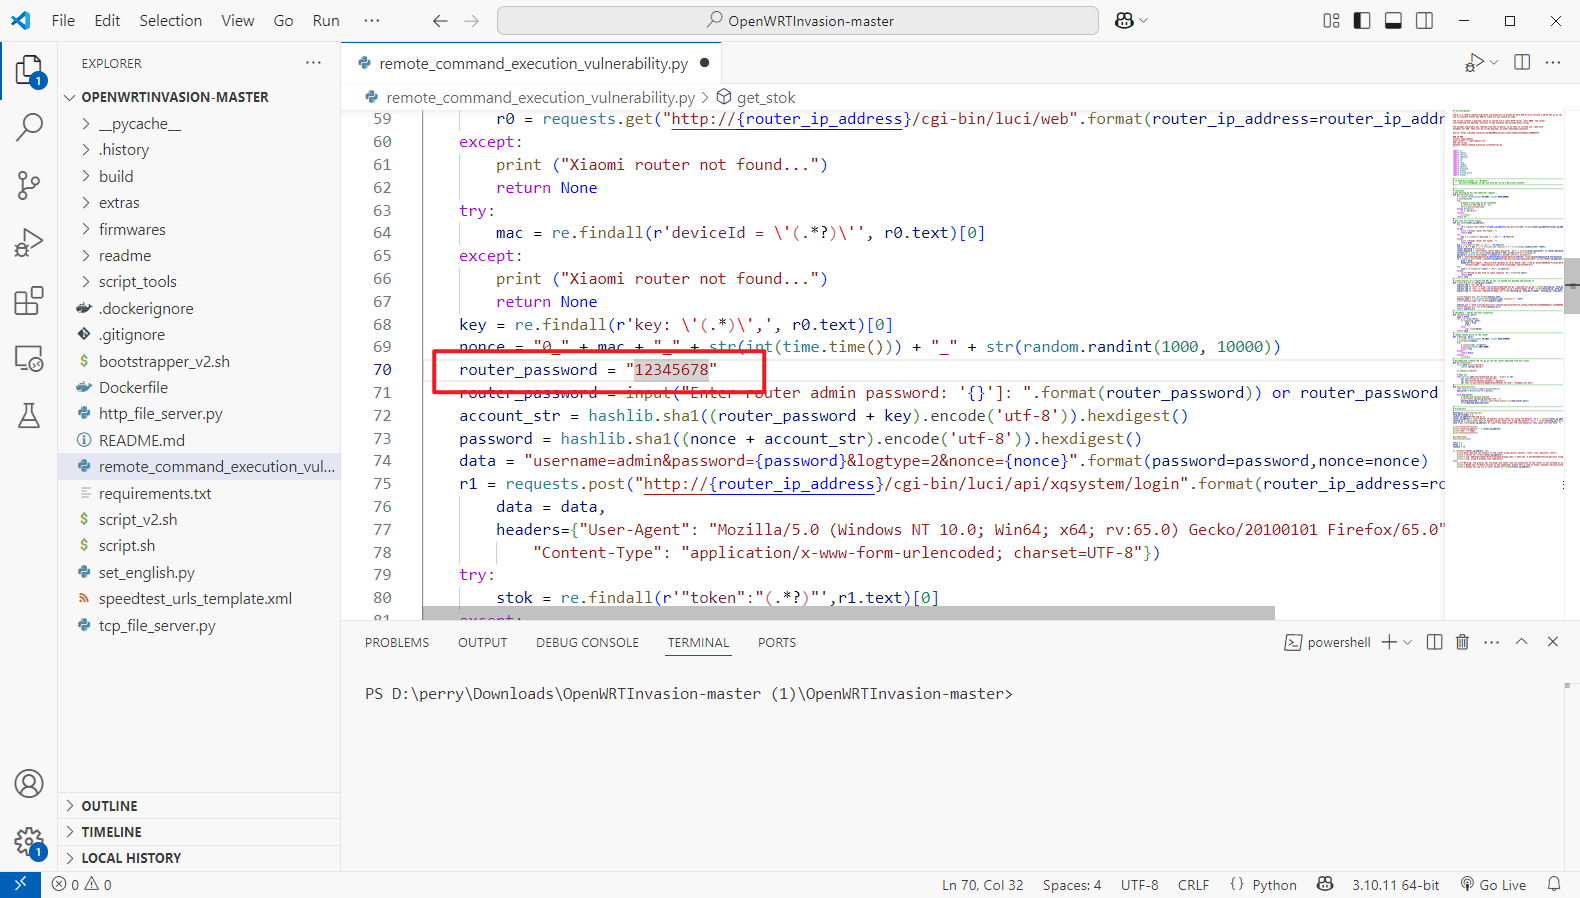 File Edit Selection View Go Run ··· OpenWRTInvasion-master
EXPLORER ···
OPENWRTINVASION-MASTER
__pycache__
.history
build
extras
firmwares
readme
script_tools
.dockerignore
.gitignore
bootstrapper_v2.sh
Dockerfile
http_file_server.py
README.md
remote_command_execution_vul...
requirements.txt
script_v2.sh
script.sh
set_english.py
speedtest_urls_template.xml
tcp_file_server.py
OUTLINE
TIMELINE
LOCAL HISTORY
1
1
remote_command_execution_vulnerability.py
remote_command_execution_vulnerability.py > get_stok
59 r0 = requests.get("http://{router_ip_address}/cgi-bin/luci/web".format(router_ip_address=router_ip_addr
60 except:
61 print ("Xiaomi router not found...")
62 return None
63 try:
64 mac = re.findall(r'deviceId = \'(.*?)\'', r0.text)[0]
65 except:
66 print ("Xiaomi router not found...")
67 return None
68 key = re.findall(r'key: \'(.*)\',', r0.text)[0]
69 nonce = "0_" + mac + "_" + str(int(time.time())) + "_" + str(random.randint(1000, 10000))
70 router_password = "12345678"
71 router_password = input("Enter router admin password: '{}']: ".format(router_password)) or router_password
72 account_str = hashlib.sha1((router_password + key).encode('utf-8')).hexdigest()
73 password = hashlib.sha1((nonce + account_str).encode('utf-8')).hexdigest()
74 data = "username=admin&password={password}&logtype=2&nonce={nonce}".format(password=password,nonce=nonce)
75 r1 = requests.post("http://{router_ip_address}/cgi-bin/luci/api/xqsystem/login".format(router_ip_address=ro
76 data = data,
77 headers={"User-Agent": "Mozilla/5.0 (Windows NT 10.0; Win64; x64; rv:65.0) Gecko/20100101 Firefox/65.0"
78 "Content-Type": "application/x-www-form-urlencoded; charset=UTF-8"})
79 try:
80 stok = re.findall(r'"token":"(.*?)"',r1.text)[0]
81 except:
PROBLEMS OUTPUT DEBUG CONSOLE TERMINAL PORTS powershell ···
PS D:\perry\Downloads\OpenWRTInvasion-master (1)\OpenWRTInvasion-master>
0 0 Ln 70, Col 32 Spaces: 4 UTF-8 CRLF {} Python 3.10.11 64-bit Go Live